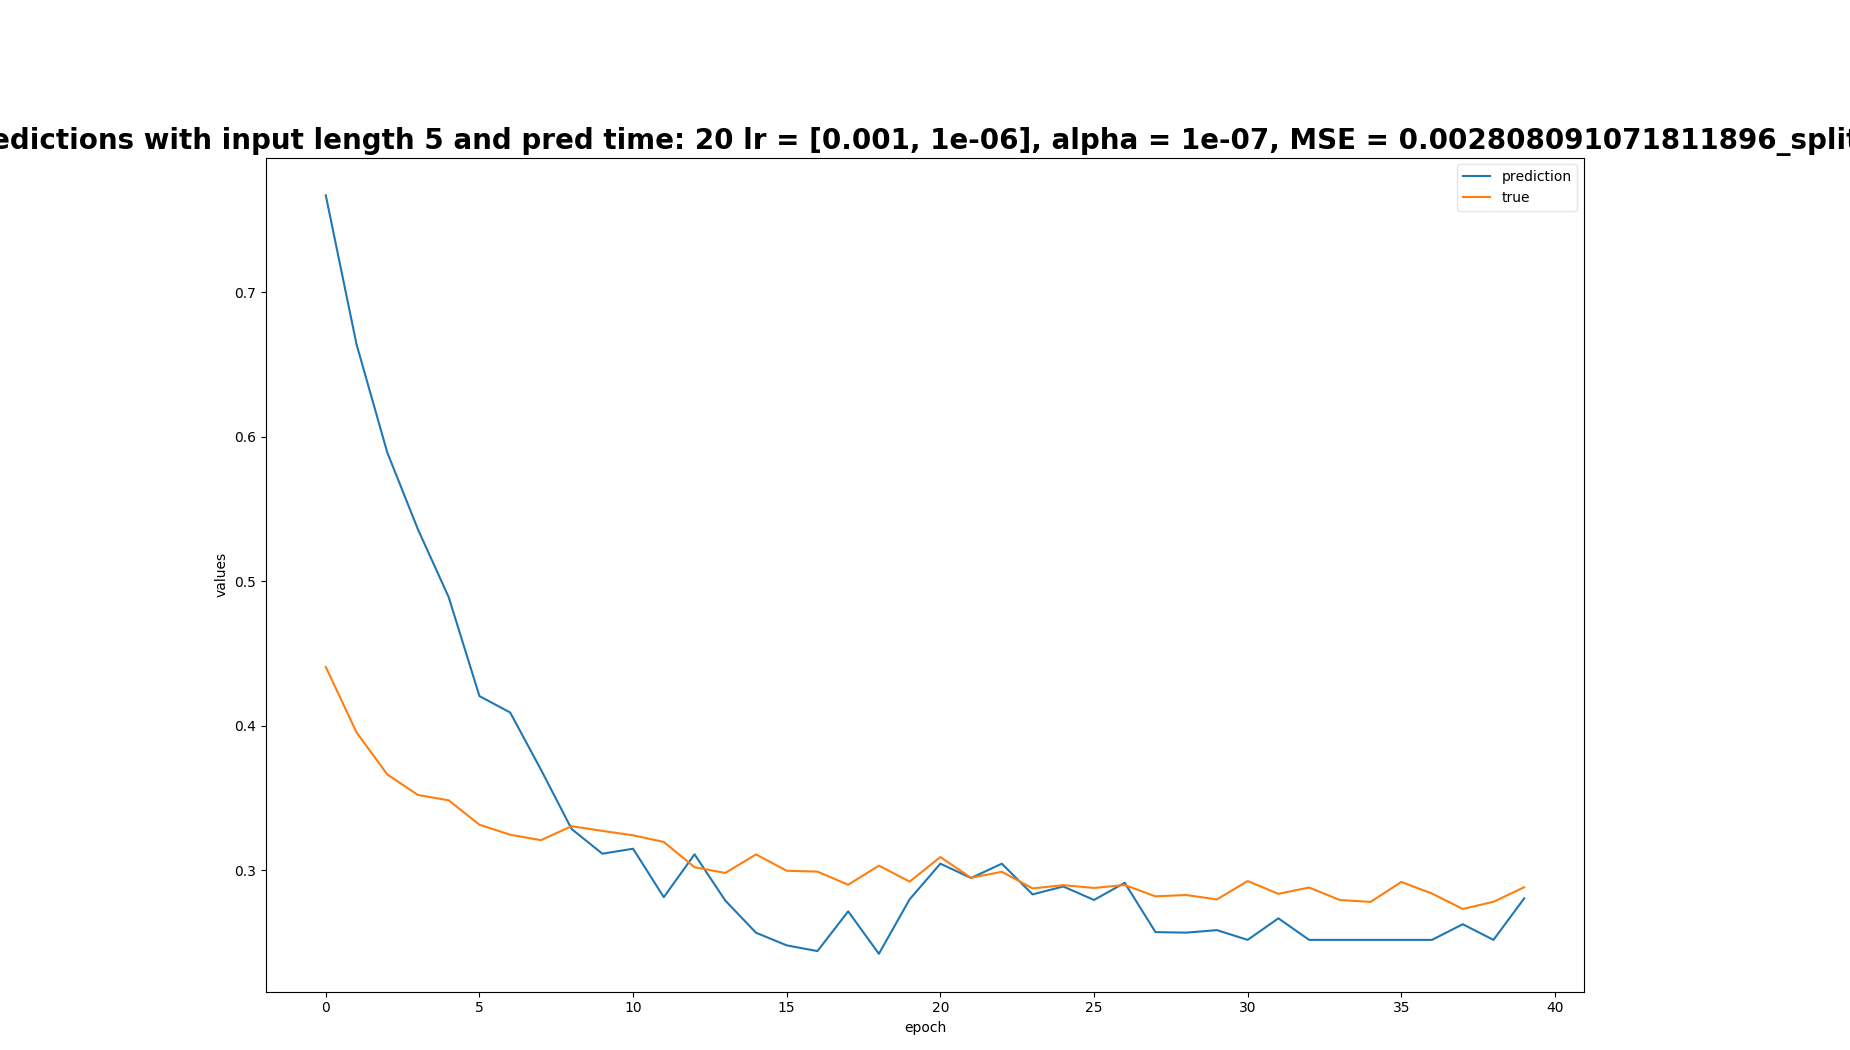 edictions with input length 5 and pred time: 20 lr = [0.001, 1e-06], alpha = 1e-07, MSE = 0.002808091071811896_split
prediction
true
0.7
0.6
0.5
0.4
0.3
values
0 5 10 15 20 25 30 35 40
epoch